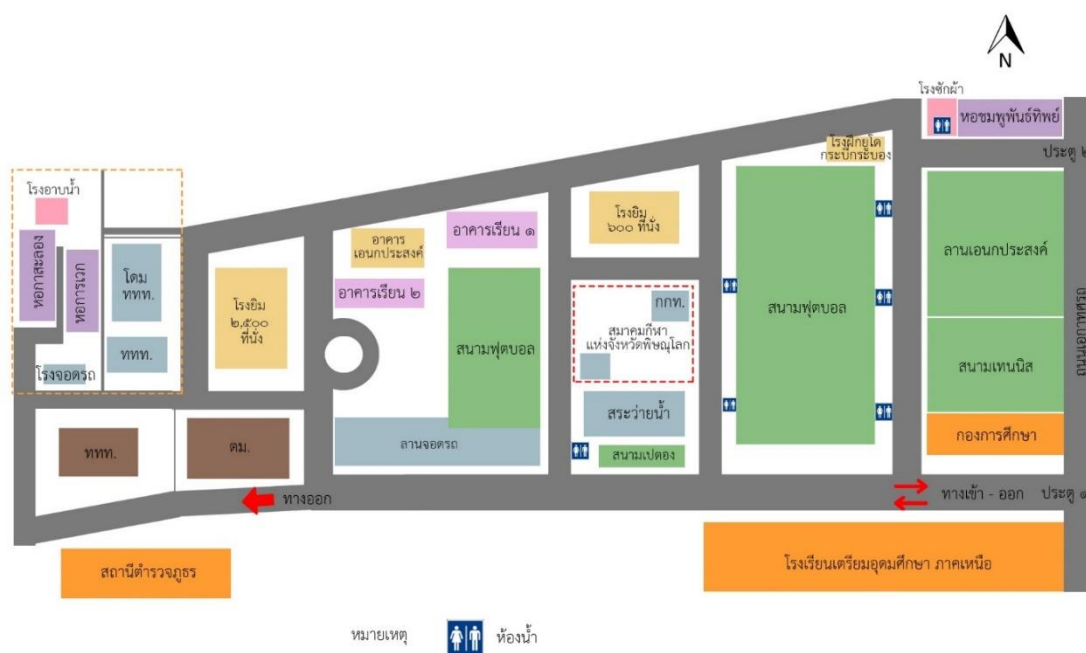 N
โรงซักผ้า
หอชมพูพันธ์ทิพย์
ประตู ๒
โรงฝึกยูโด
กระบี่กระบอง
โรงอาบน้ำ
หอกาสะลอง
หอการเวก
โดม
ททท.
ททท.
โรงจอดรถ
โรงยิม
๒,๕๐๐
ที่นั่ง
อาคาร
เอนกประสงค์
อาคารเรียน ๑
อาคารเรียน ๒
สนามฟุตบอล
โรงยิม
๖๐๐ ที่นั่ง
กกท.
สมาคมกีฬา
แห่งจังหวัดพิษณุโลก
สระว่ายน้ำ
สนามเปตอง
สนามฟุตบอล
ลานเอนกประสงค์
สนามเทนนิส
กองการศึกษา
ถนนเอกาทศรถ
ลานจอดรถ
ททท.
ตม.
ทางออก
ทางเข้า - ออก
ประตู ๑
สถานีตำรวจภูธร
โรงเรียนเตรียมอุดมศึกษา ภาคเหนือ
หมายเหตุ
ห้องน้ำ